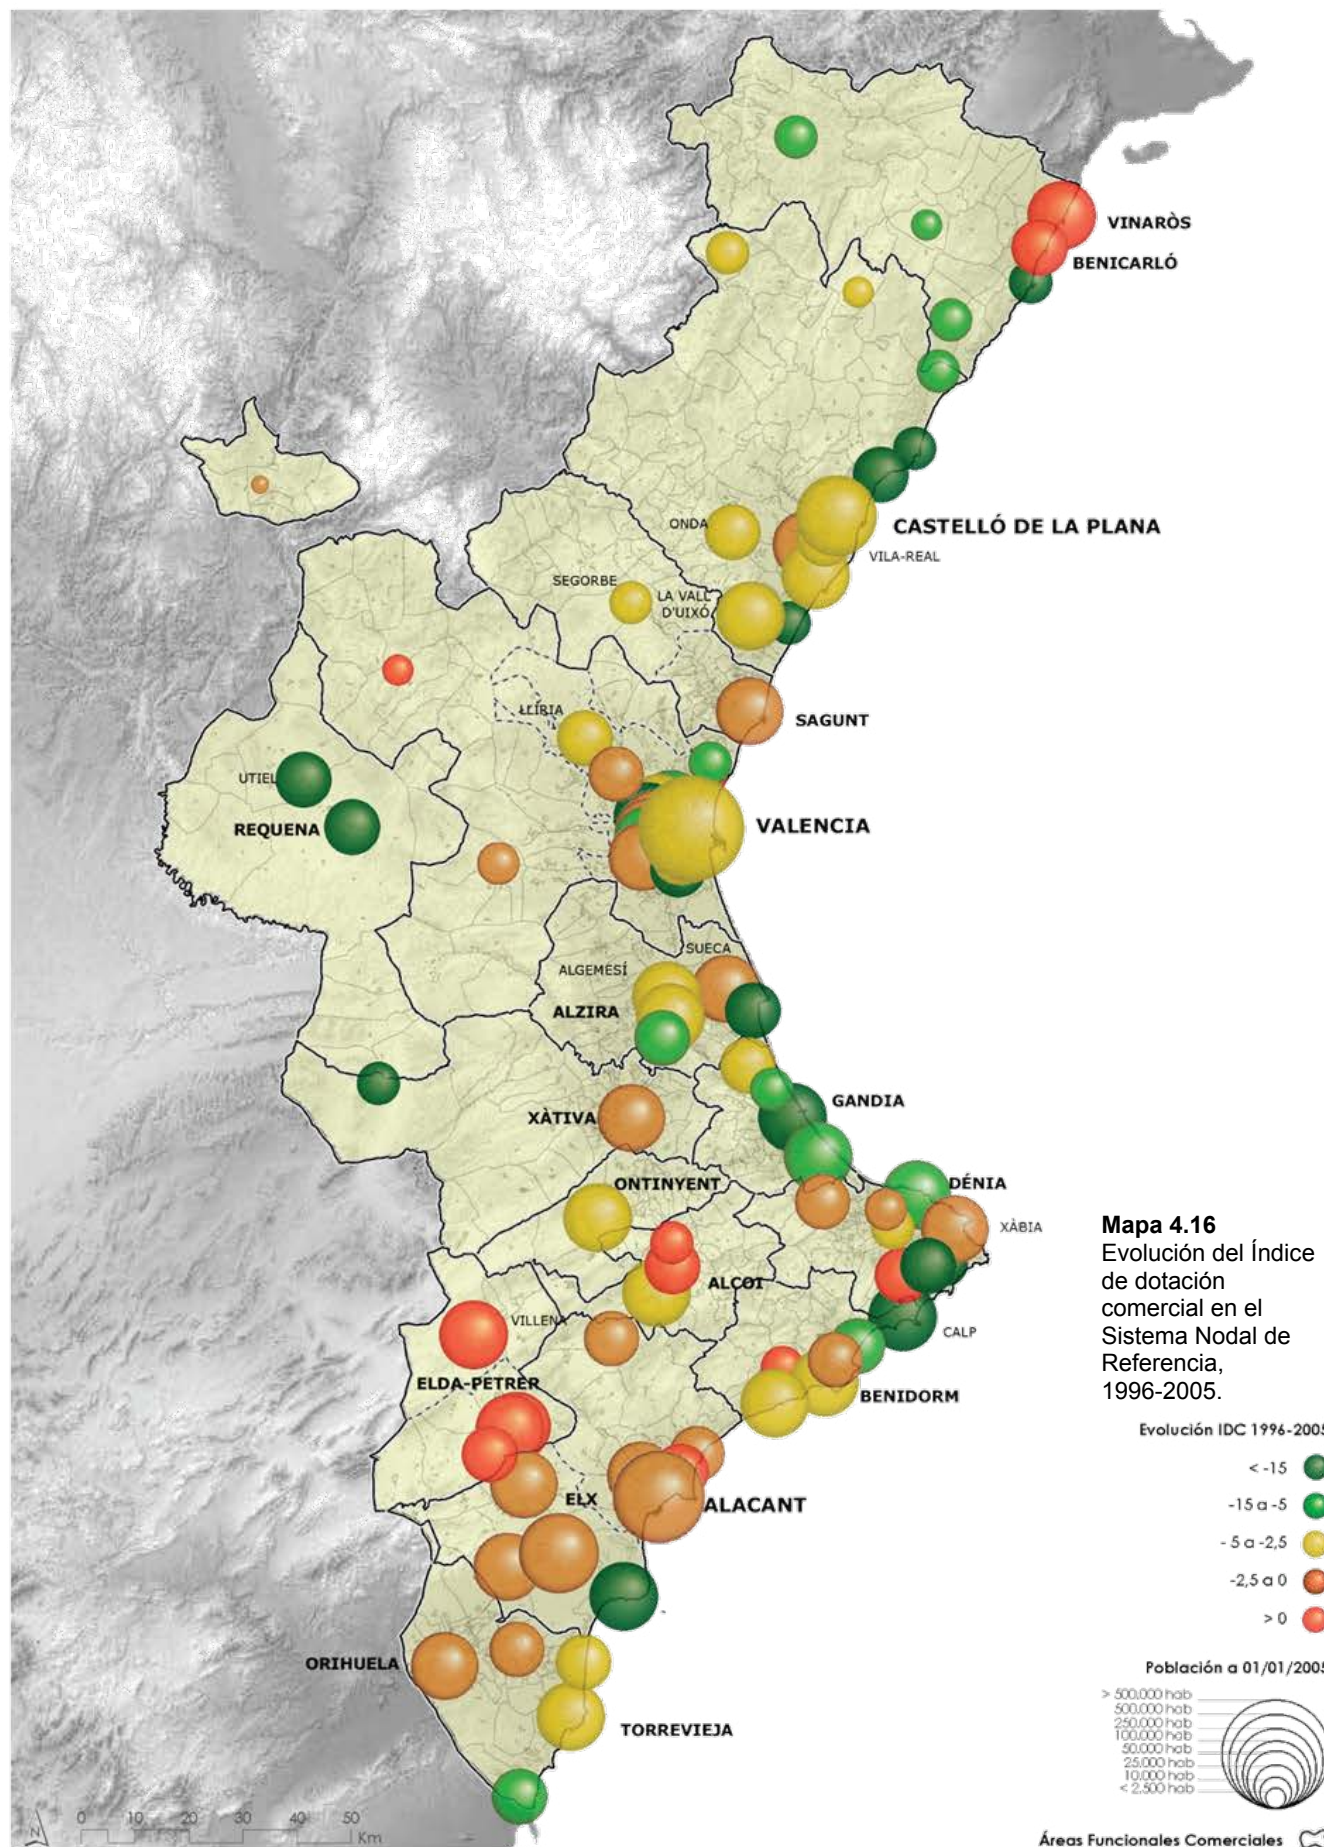 VINARÒS
BENICARLÓ
ONDA
CASTELLÓ DE LA PLANA
VILA-REAL
SEGORBE
LA VALL
D'UIXÓ
LLÍRIA
SAGUNT
UTIEL
REQUENA
VALENCIA
SUECA
ALGEMESÍ
ALZIRA
GANDIA
XÀTIVA
ONTINYENT
DÉNIA
XÀBIA
ALCOI
VILLENA
CALP
ELDA-PETRER
BENIDORM
ELX
ALACANT
ORIHUELA
TORREVIEJA
Mapa 4.16
Evolución del Índice
de dotación
comercial en el
Sistema Nodal de
Referencia,
1996-2005.
Evolución IDC 1996-2005
< -15
-15 a -5
- 5 a -2,5
-2,5 a 0
> 0
Población a 01/01/2005
> 500.000 hab
500.000 hab
250.000 hab
100.000 hab
50.000 hab
25.000 hab
10.000 hab
< 2.500 hab
Áreas Funcionales Comerciales
N
0 10 20 30 40 50
Km